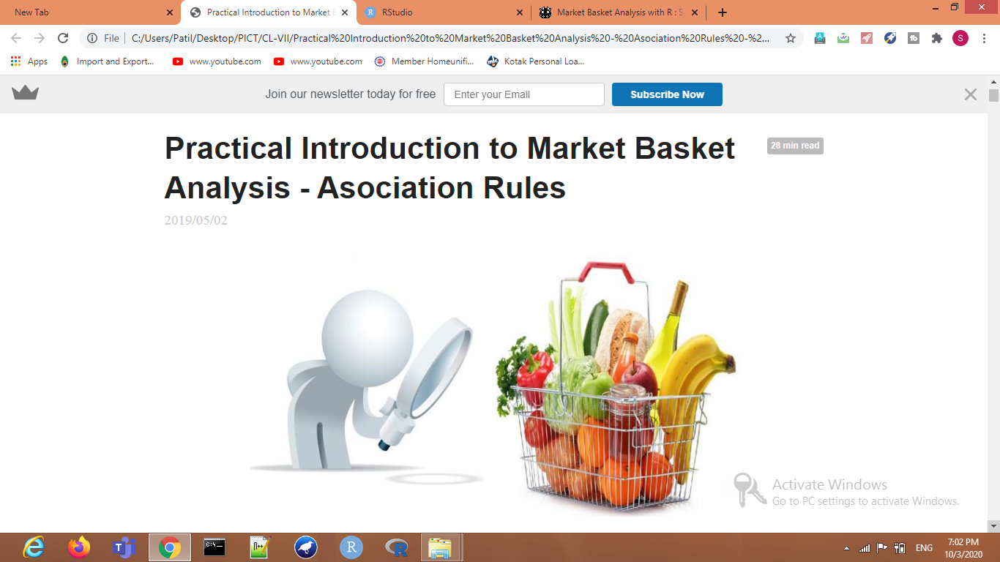 New Tab
Practical Introduction to Market B
RStudio
Market Basket Analysis with R : S
File
C:/Users/Patil/Desktop/PICT/CL-VII/Practical%20Introduction%20to%20Market%20Basket%20Analysis%20-%20Asociation%20Rules%20-%2...
S
Apps
Import and Export...
www.youtube.com
www.youtube.com
Member Homeunifi...
Kotak Personal Loa...
Join our newsletter today for free
Enter your Email
Subscribe Now
Practical Introduction to Market Basket
Analysis - Asociation Rules
28 min read
2019/05/02
Activate Windows
Go to PC settings to activate Windows.
ENG
7:02 PM
10/3/2020